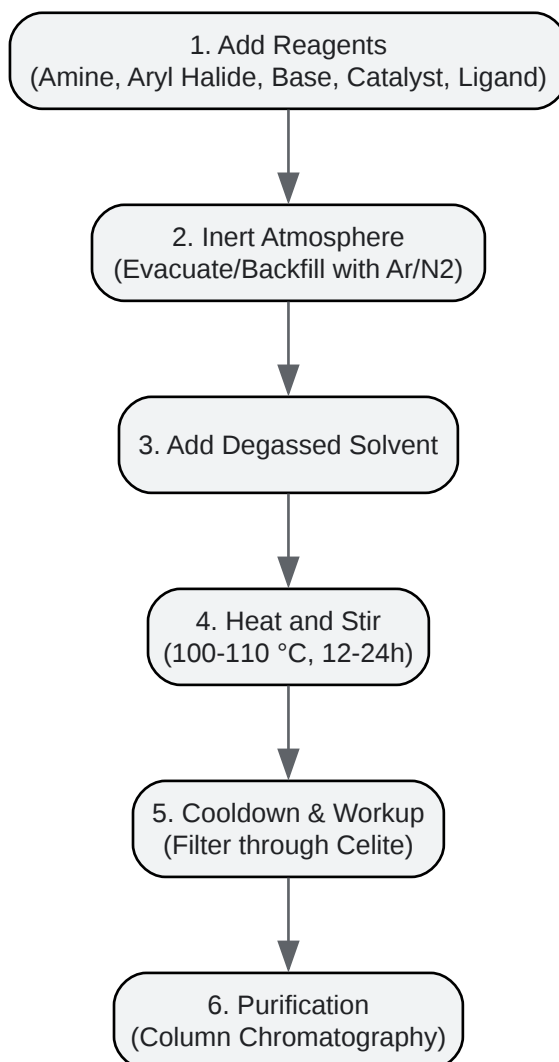 1. Add Reagents
(Amine, Aryl Halide, Base, Catalyst, Ligand)
2. Inert Atmosphere
(Evacuate/Backfill with Ar/N2)
3. Add Degassed Solvent
4. Heat and Stir
(100-110 °C, 12-24h)
5. Cooldown & Workup
(Filter through Celite)
6. Purification
(Column Chromatography)